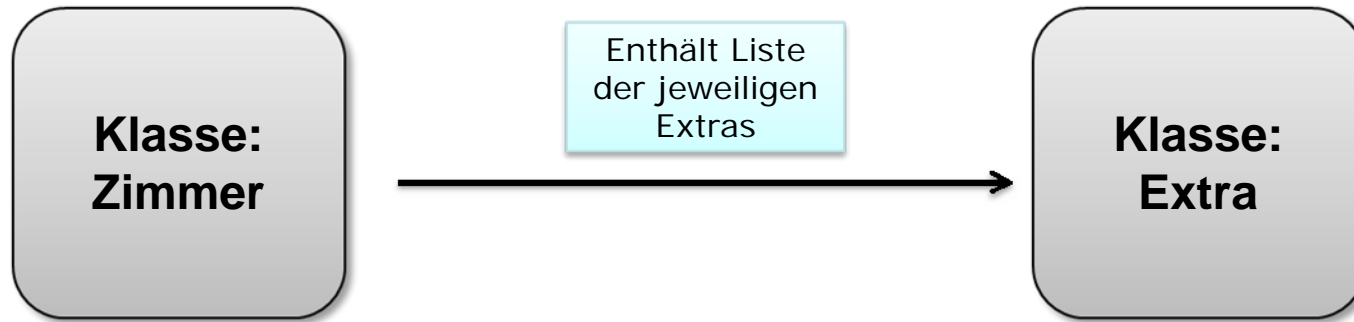 Klasse:
Zimmer
Enthält Liste
der jeweiligen
Extras
Klasse:
Extra